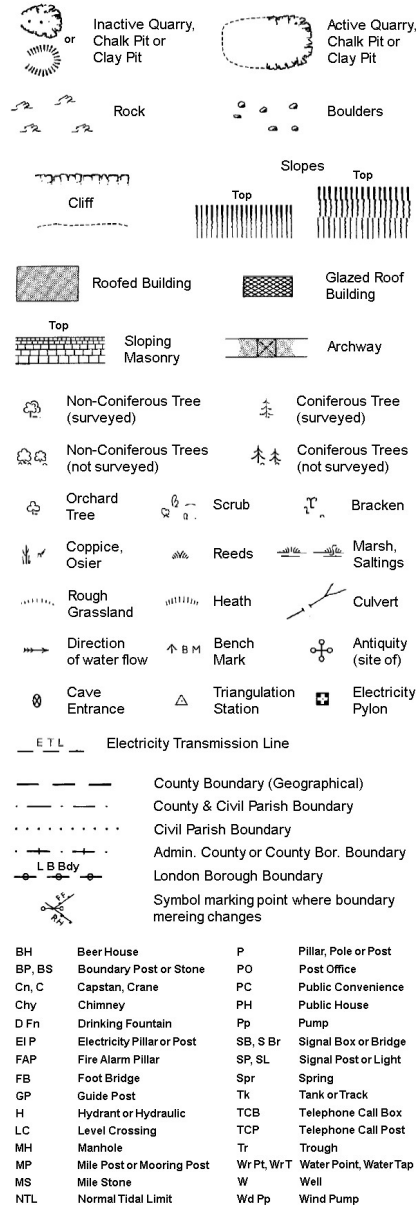 or
Inactive Quarry,
Chalk Pit or
Clay Pit
Active Quarry,
Chalk Pit or
Clay Pit
Rock
Boulders
Cliff
Slopes
Top
Top
Roofed Building
Glazed Roof
Building
Top
Sloping
Masonry
Archway
Non-Coniferous Tree
(surveyed)
Coniferous Tree
(surveyed)
Non-Coniferous Trees
(not surveyed)
Coniferous Trees
(not surveyed)
Orchard
Tree
Scrub
Bracken
Coppice,
Osier
Reeds
Marsh,
Saltings
Rough
Grassland
Heath
Culvert
Direction
of water flow
B M
Bench
Mark
Antiquity
(site of)
Cave
Entrance
Triangulation
Station
Electricity
Pylon
E T L
Electricity Transmission Line
County Boundary (Geographical)
County & Civil Parish Boundary
Civil Parish Boundary
Admin. County or County Bor. Boundary
L B Bdy
London Borough Boundary
FF
RH
Symbol marking point where boundary
mereing changes
BH Beer House
BP, BS Boundary Post or Stone
Cn, C Capstan, Crane
Chy Chimney
D Fn Drinking Fountain
El P Electricity Pillar or Post
FAP Fire Alarm Pillar
FB Foot Bridge
GP Guide Post
H Hydrant or Hydraulic
LC Level Crossing
MH Manhole
MP Mile Post or Mooring Post
MS Mile Stone
NTL Normal Tidal Limit
P Pillar, Pole or Post
PO Post Office
PC Public Convenience
PH Public House
Pp Pump
SB, S Br Signal Box or Bridge
SP, SL Signal Post or Light
Spr Spring
Tk Tank or Track
TCB Telephone Call Box
TCP Telephone Call Post
Tr Trough
Wr Pt, Wr T Water Point, Water Tap
W Well
Wd Pp Wind Pump